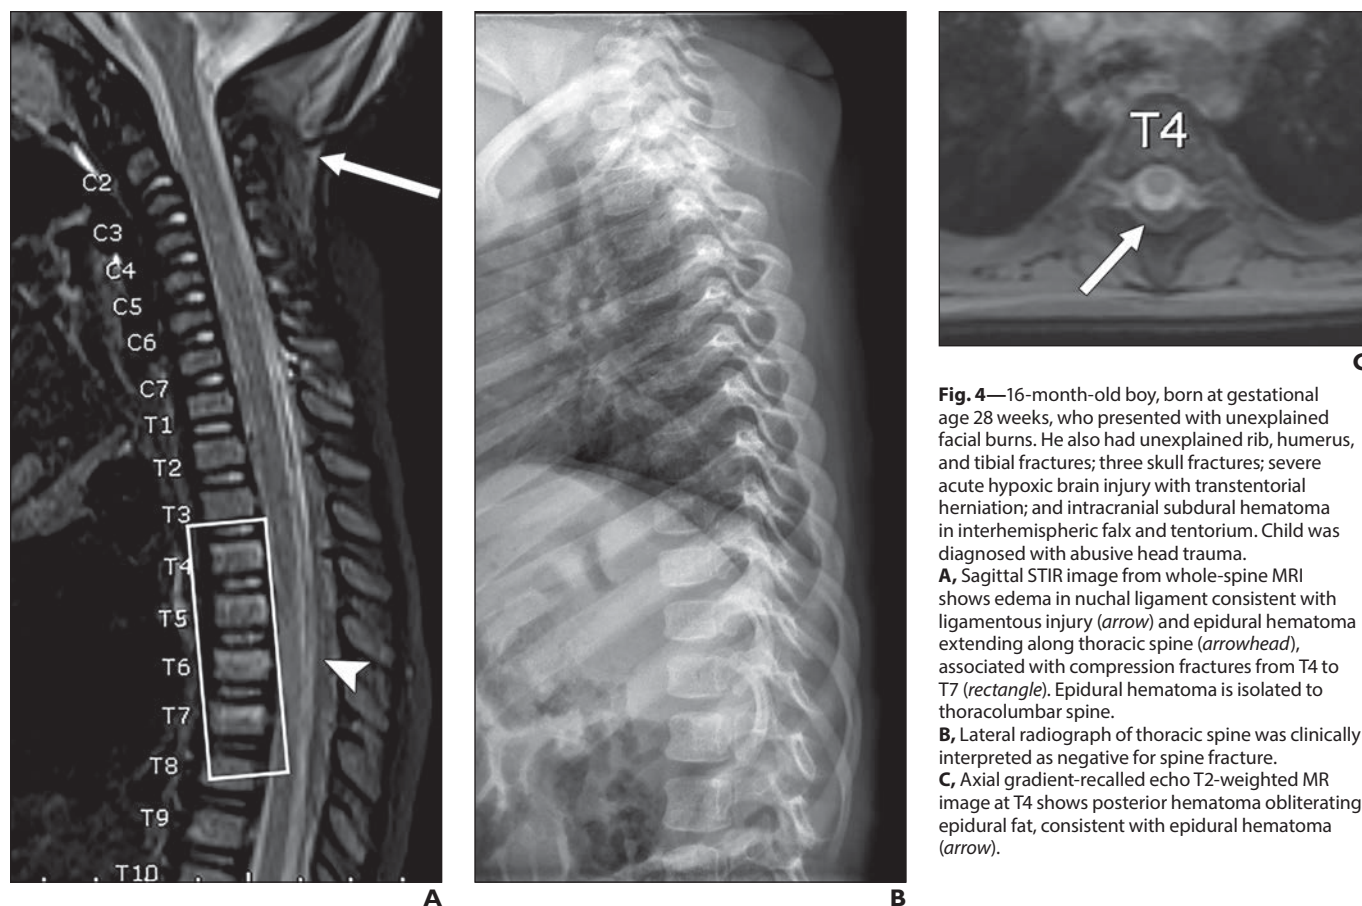 C2
C3
C4
C5
C6
C7
T1
T2
T3
T4
T5
T6
T7
T8
T9
T10
A
B
T4
C
Fig. 4—16-month-old boy, born at gestational
age 28 weeks, who presented with unexplained
facial burns. He also had unexplained rib, humerus,
and tibial fractures; three skull fractures; severe
acute hypoxic brain injury with transtentorial
herniation; and intracranial subdural hematoma
in interhemispheric falx and tentorium. Child was
diagnosed with abusive head trauma.
A, Sagittal STIR image from whole-spine MRI
shows edema in nuchal ligament consistent with
ligamentous injury (arrow) and epidural hematoma
extending along thoracic spine (arrowhead),
associated with compression fractures from T4 to
T7 (rectangle). Epidural hematoma is isolated to
thoracolumbar spine.
B, Lateral radiograph of thoracic spine was clinically
interpreted as negative for spine fracture.
C, Axial gradient-recalled echo T2-weighted MR
image at T4 shows posterior hematoma obliterating
epidural fat, consistent with epidural hematoma
(arrow).